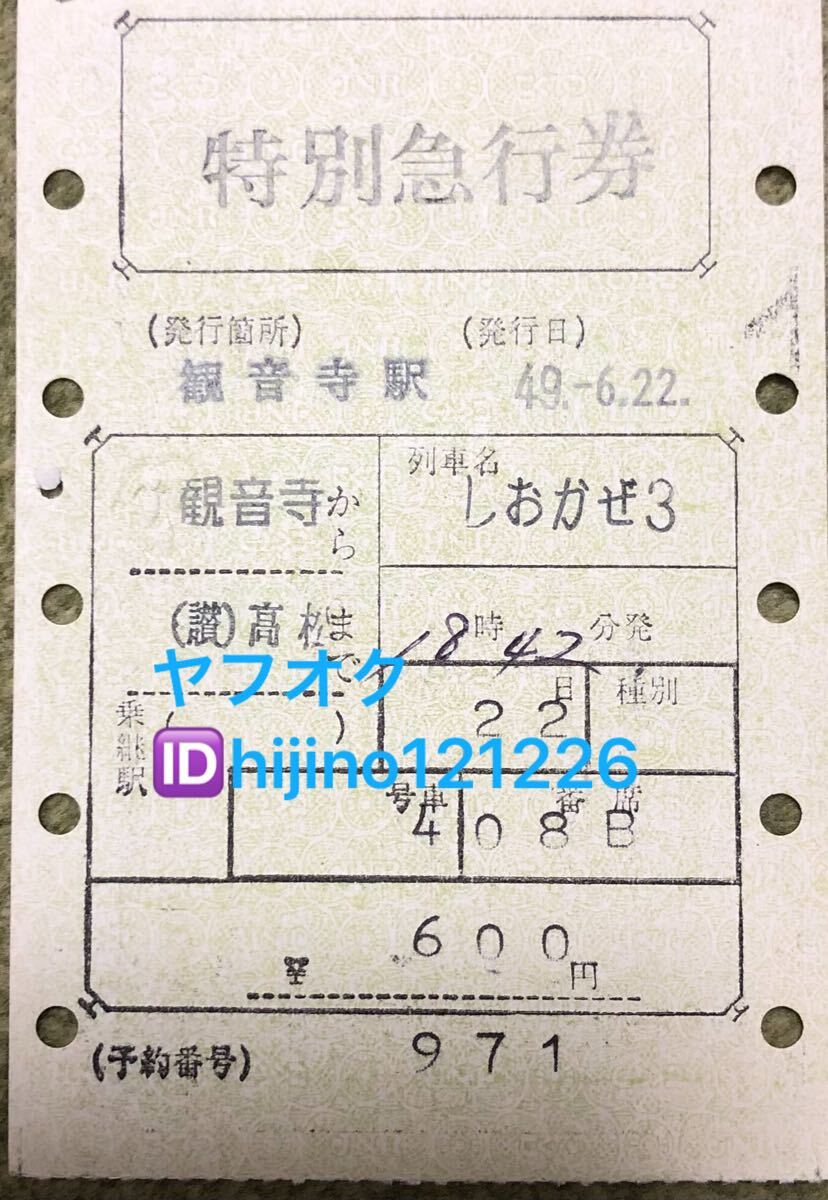 特別急行券
(発行箇所) (発行日)
観音寺駅 49.-6.22.
観音寺から
(讃)高松まで
列車名
しおかぜ3
18時42分発
乗継駅( )
22日 種別
号車 番席
4 08B
¥ 600円
(予約番号) 971
ヤフオク
🆔hijino121226